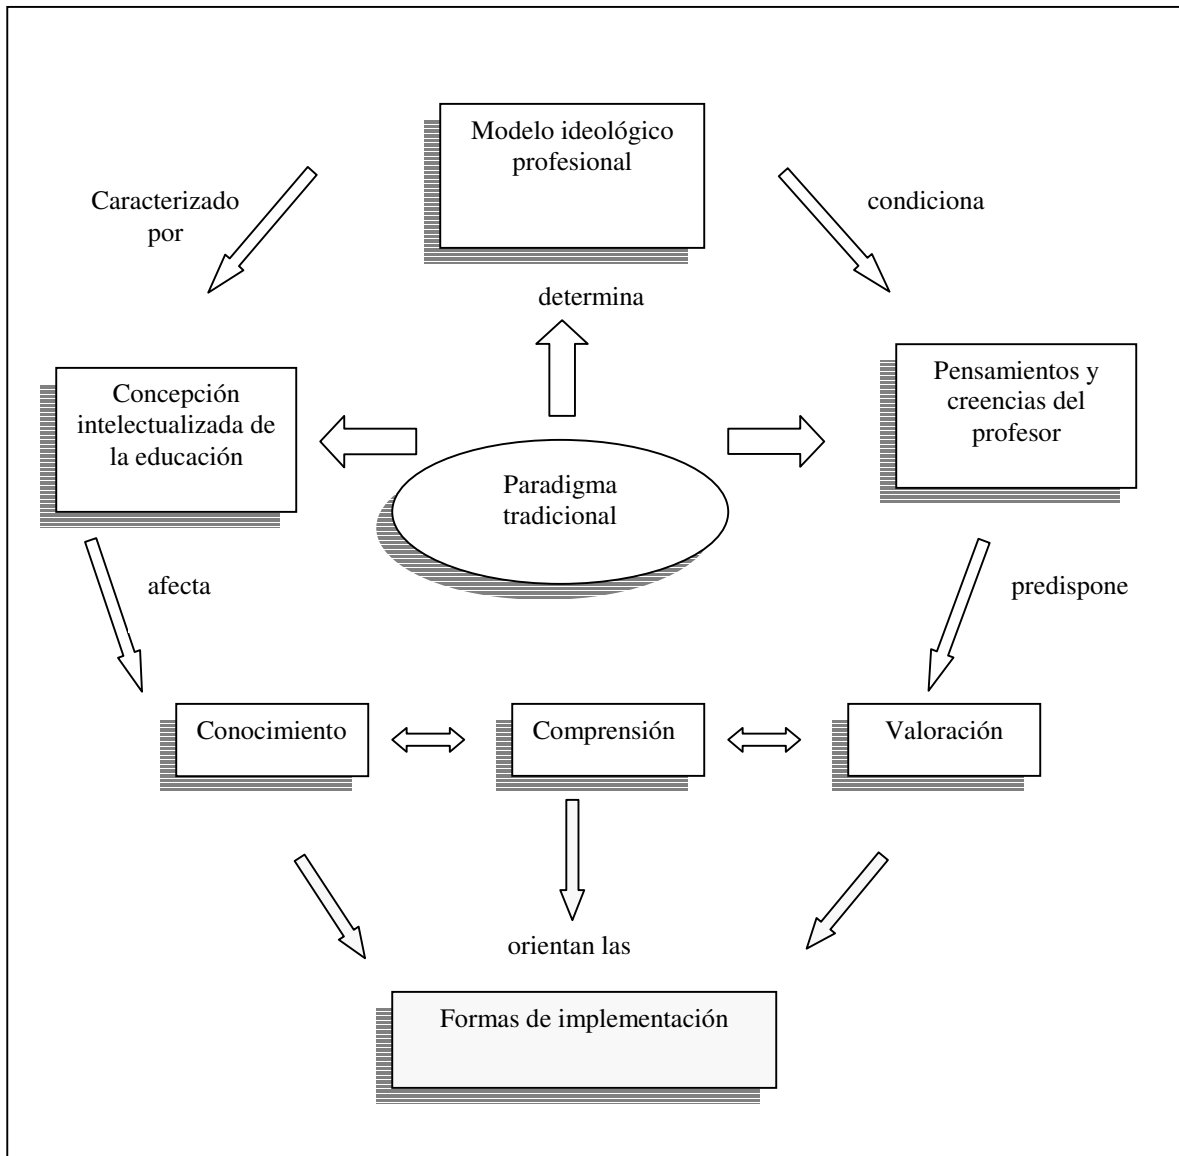 Modelo ideológico
profesional
Caracterizado
por
condiciona
determina
Concepción
intelectualizada de
la educación
Pensamientos y
creencias del
profesor
Paradigma
tradicional
afecta
predispone
Conocimiento
Comprensión
Valoración
orientan las
Formas de implementación